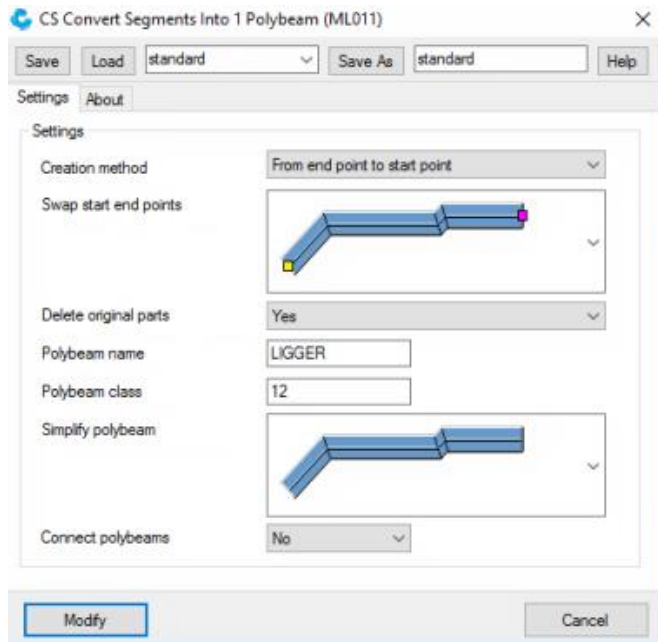 CS Convert Segments Into 1 Polybeam (ML011)
Save Load standard Save As standard Help
Settings About
Settings
Creation method From end point to start point
Swap start end points
Delete original parts Yes
Polybeam name LIGGER
Polybeam class 12
Simplify polybeam
Connect polybeams No
Modify Cancel